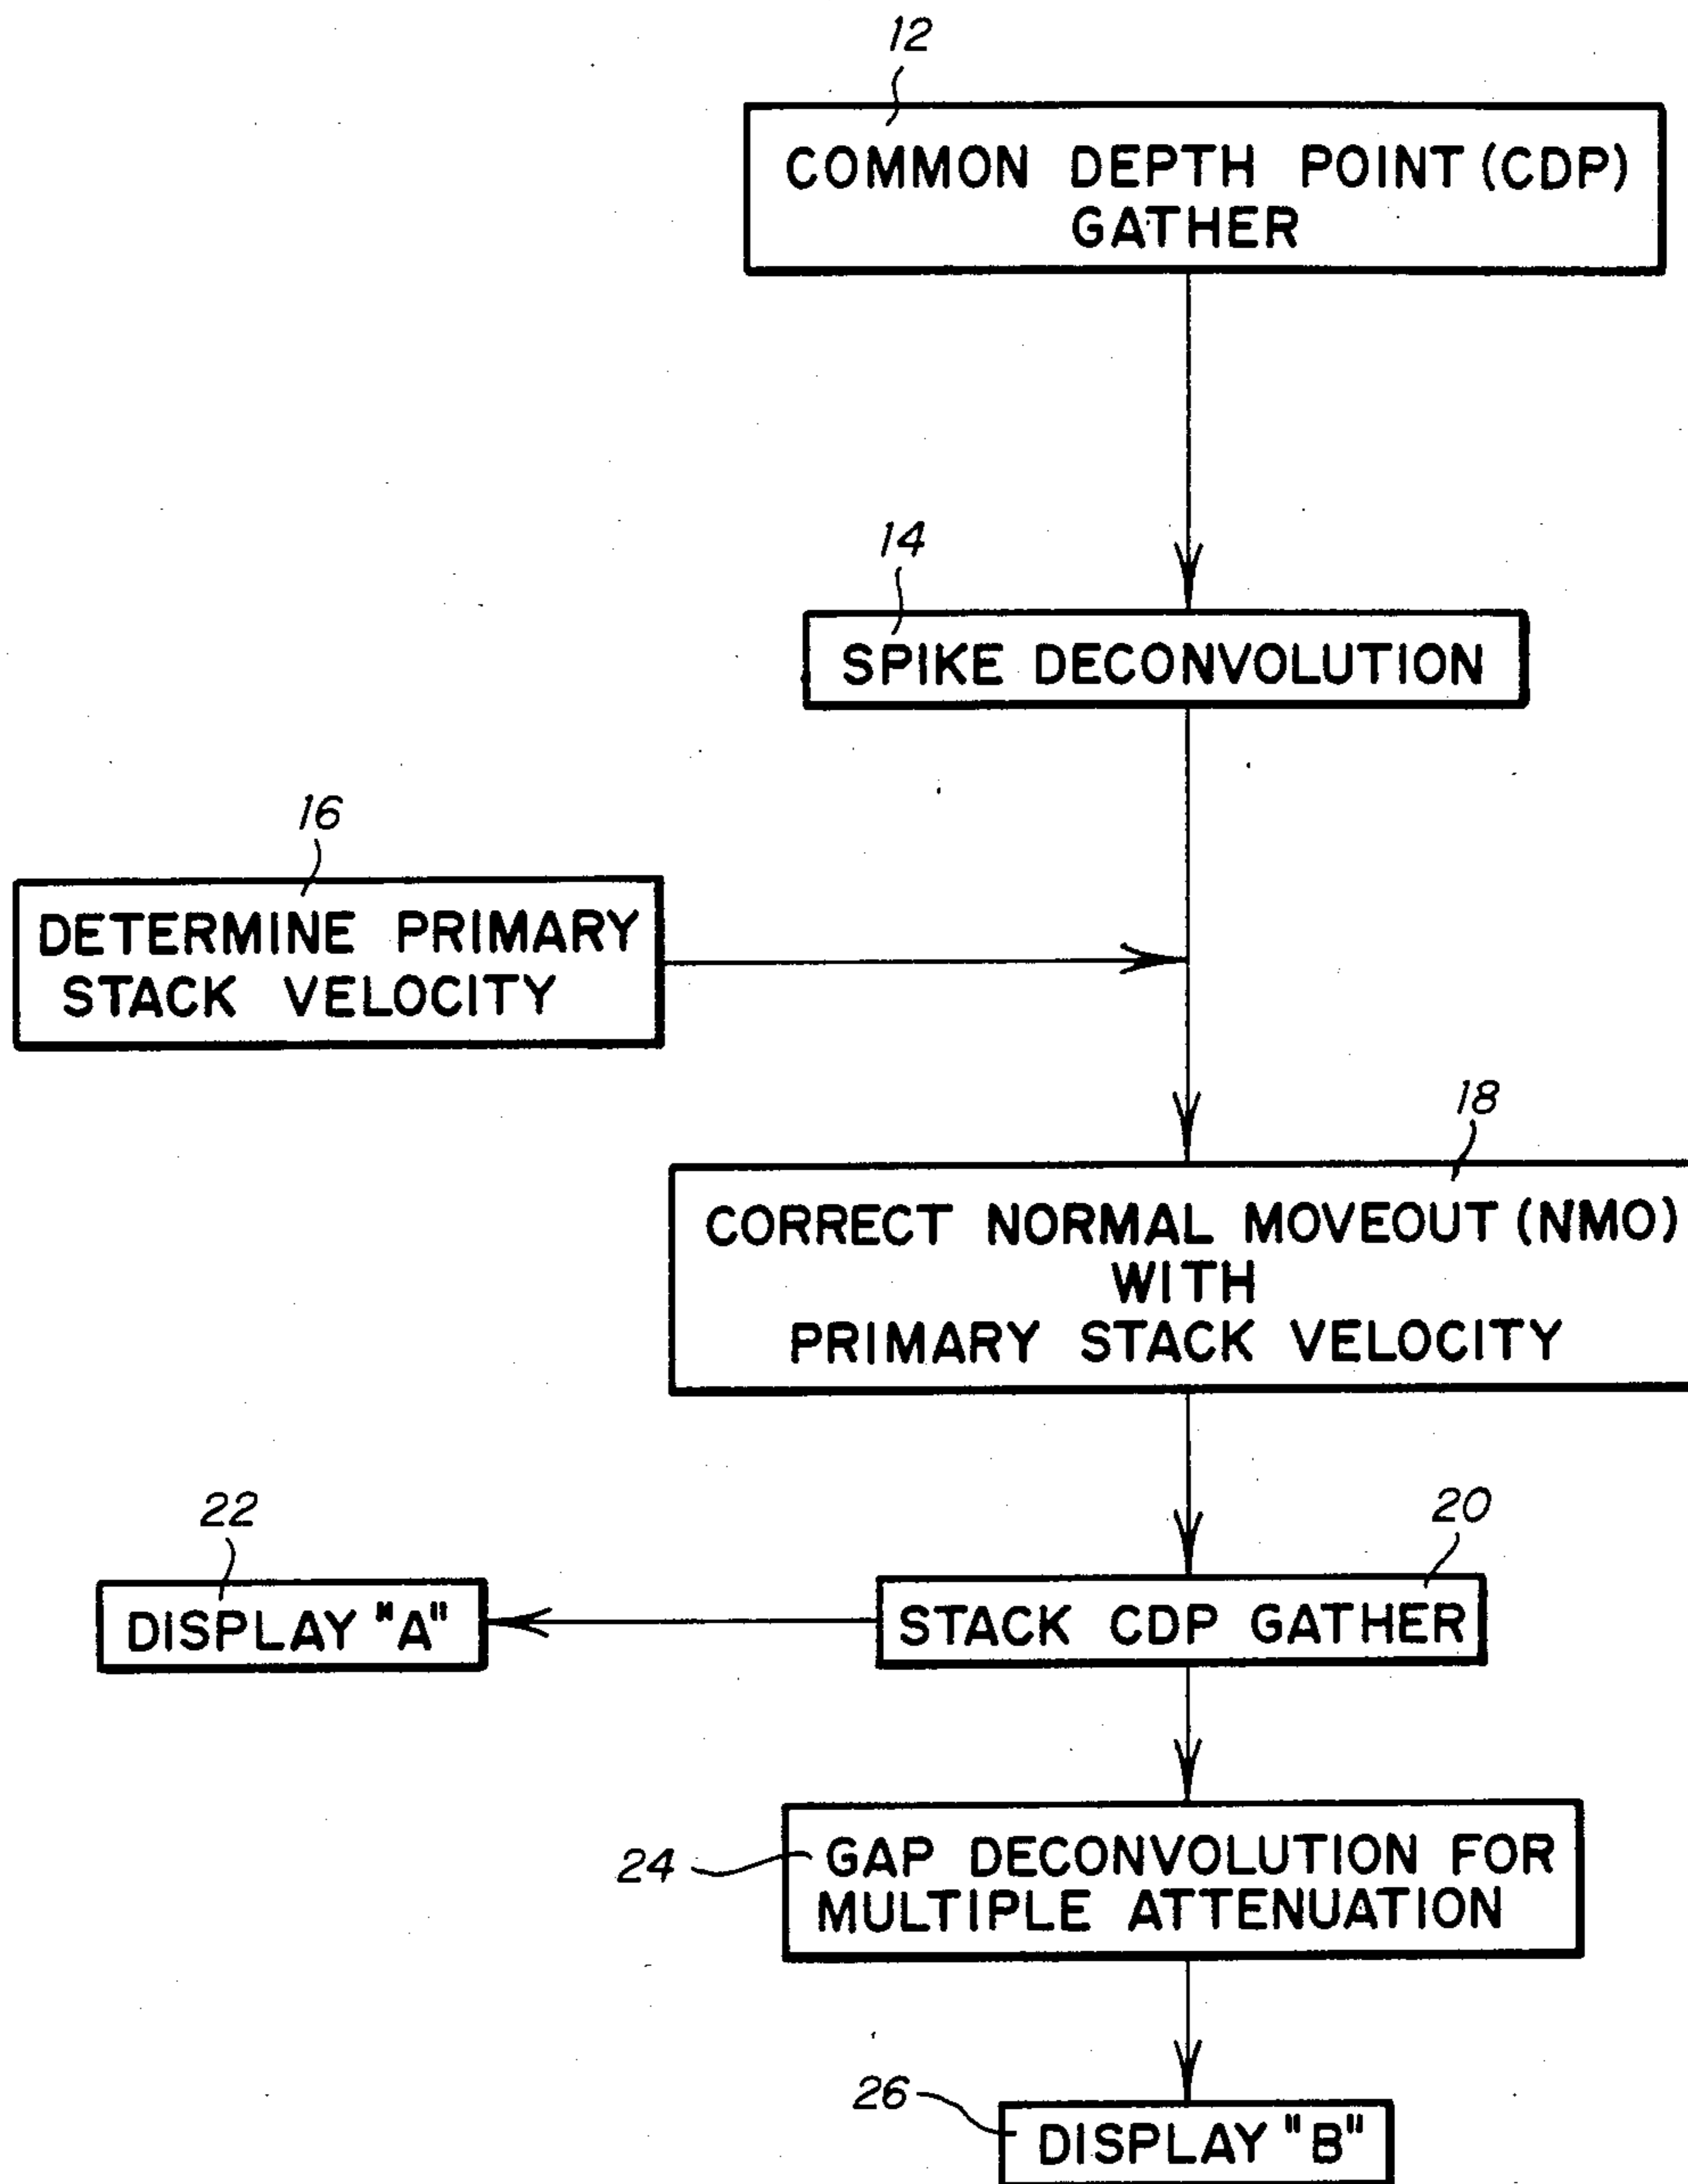 12
COMMON DEPTH POINT (CDP)
GATHER
14
SPIKE DECONVOLUTION
16
DETERMINE PRIMARY
STACK VELOCITY
18
CORRECT NORMAL MOVEOUT (NMO)
WITH
PRIMARY STACK VELOCITY
22
DISPLAY "A"
20
STACK CDP GATHER
24
GAP DECONVOLUTION FOR
MULTIPLE ATTENUATION
26
DISPLAY "B"